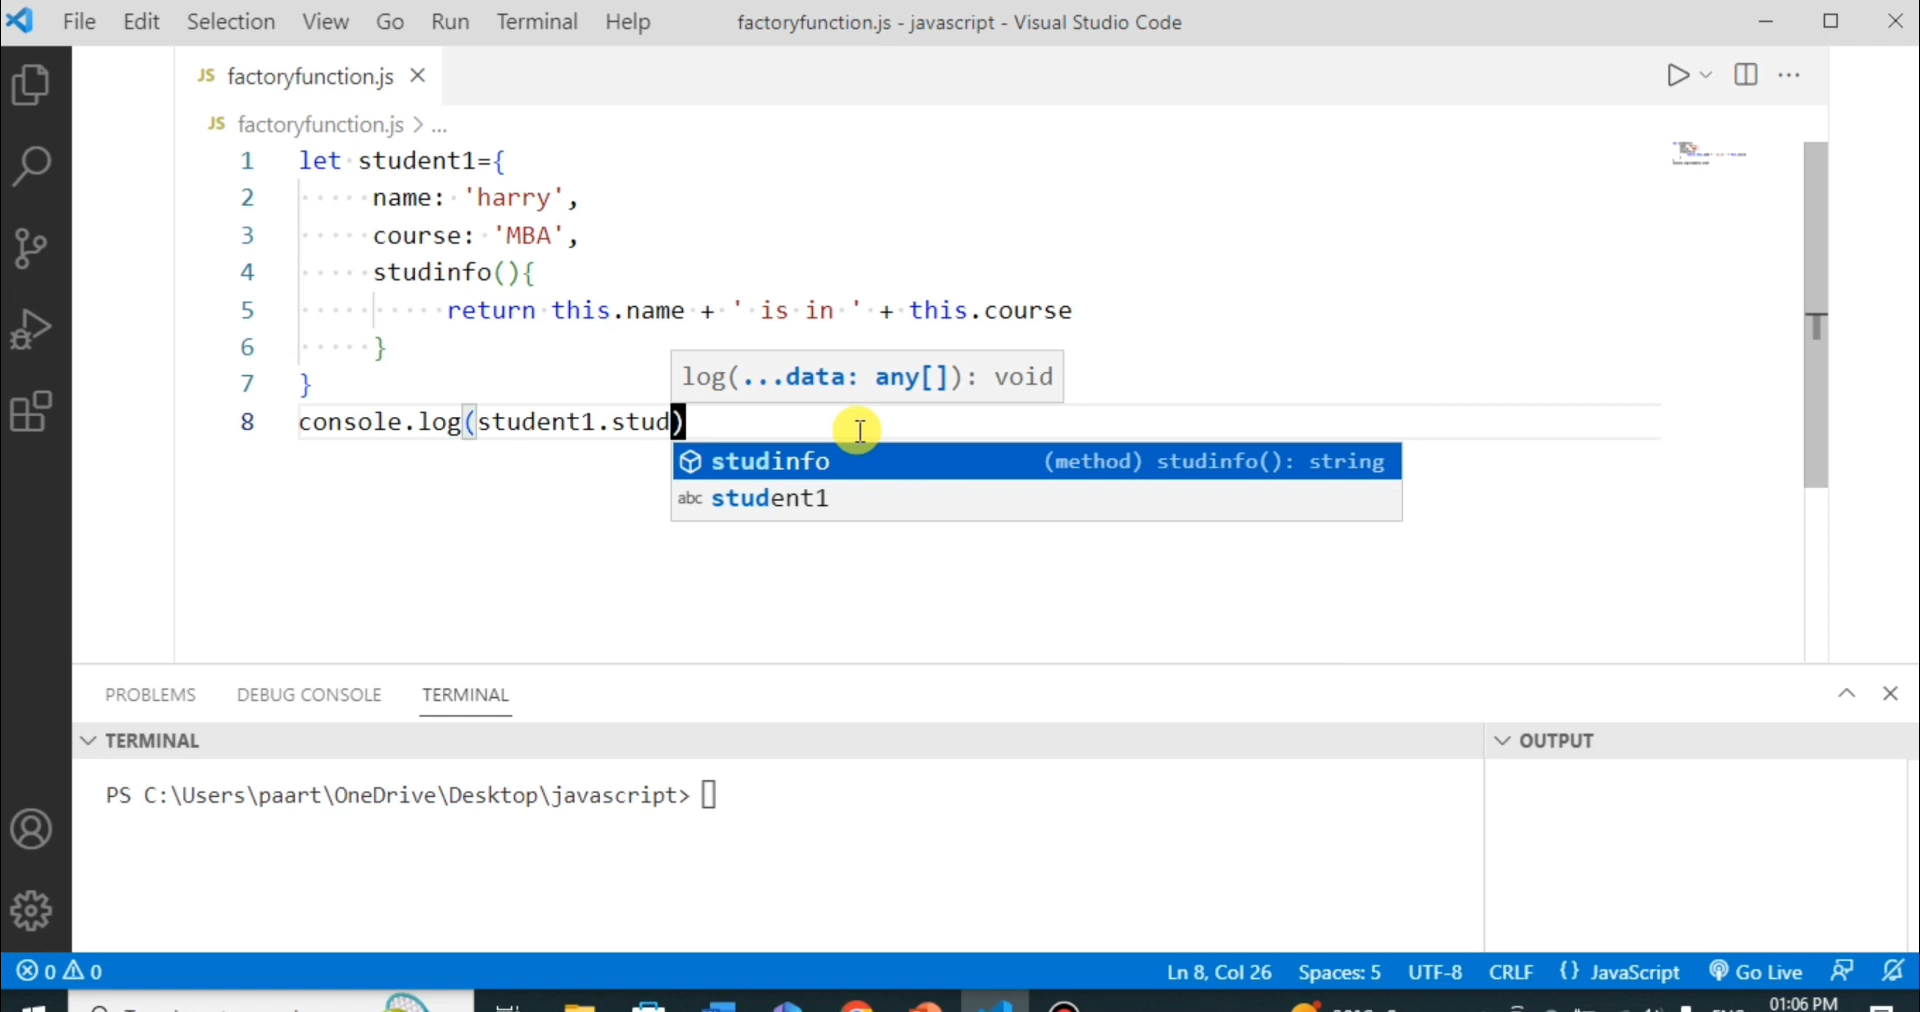 File Edit Selection View Go Run Terminal Help factoryfunction.js - javascript - Visual Studio Code
JS factoryfunction.js
JS factoryfunction.js > ...
1 let student1={
2 name: 'harry',
3 course: 'MBA',
4 studinfo(){
5 return this.name + ' is in ' + this.course
6 }
7 }
log(...data: any[]): void
8 console.log(student1.stud)
studinfo (method) studinfo(): string
abc student1
PROBLEMS DEBUG CONSOLE TERMINAL
TERMINAL OUTPUT
PS C:\Users\paart\OneDrive\Desktop\javascript>
0 0 Ln 8, Col 26 Spaces: 5 UTF-8 CRLF {} JavaScript Go Live
01:06 PM